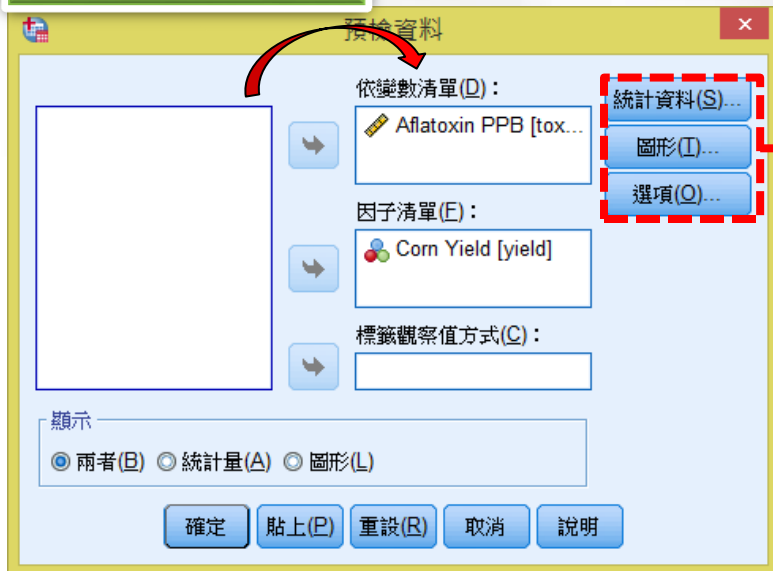 預檢資料
依變數清單(D)：
Aflatoxin PPB [tox...
因子清單(F)：
Corn Yield [yield]
標籤觀察值方式(C)：
統計資料(S)...
圖形(T)...
選項(O)...
顯示
兩者(B) 統計量(A) 圖形(L)
確定 貼上(P) 重設(R) 取消 說明